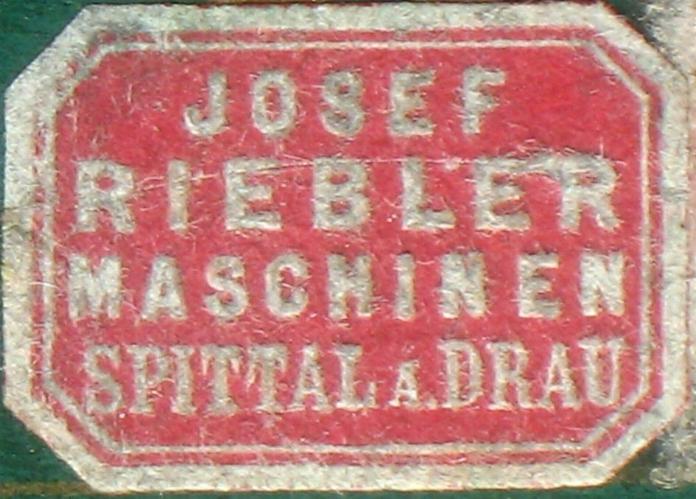 JOSEF
RIEBLER
MASCHINEN
SPITTAL A. DRAU